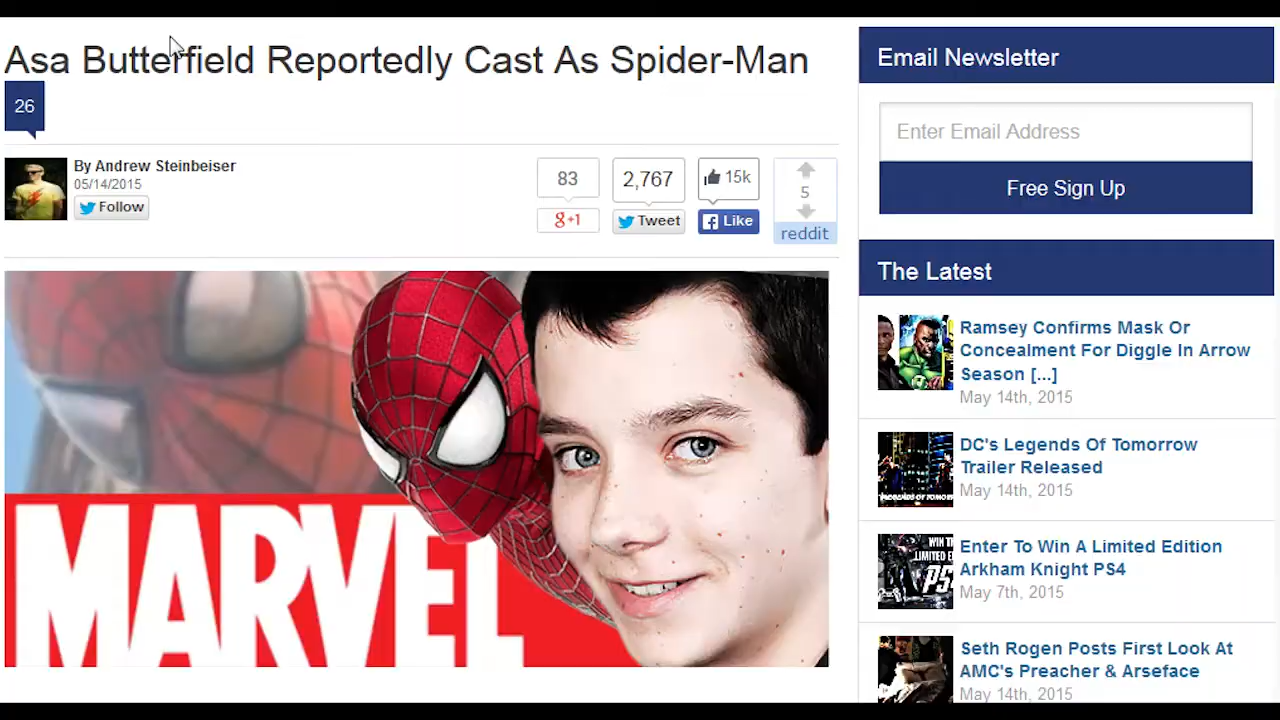 Asa Butterfield Reportedly Cast As Spider-Man
26
By Andrew Steinbeiser
05/14/2015
Follow
83
g+1
2,767
Tweet
15k
Like
5
reddit
MARVEL
Email Newsletter
Enter Email Address
Free Sign Up
The Latest
Ramsey Confirms Mask Or
Concealment For Diggle In Arrow
Season [...]
May 14th, 2015
DC's Legends Of Tomorrow
Trailer Released
May 14th, 2015
WIN
LIMITED E
PS
Enter To Win A Limited Edition
Arkham Knight PS4
May 7th, 2015
Seth Rogen Posts First Look At
AMC's Preacher & Arseface
May 14th, 2015